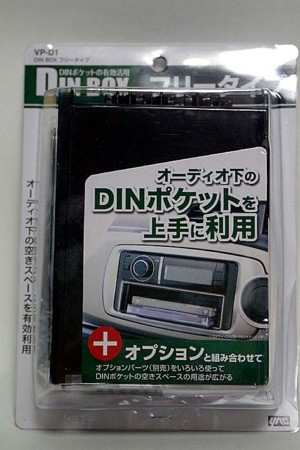 VP-D1
DIN BOX フリータイプ
DINポケットの有効活用
DIN BOX フリータイプ
オーディオ下の
DINポケットを
上手に利用
オーディオ下の空きスペースを有効利用
オプションと組み合わせて
オプションパーツ(別売)をいろいろ使って
DINポケットの空きスペースの用途が広がる